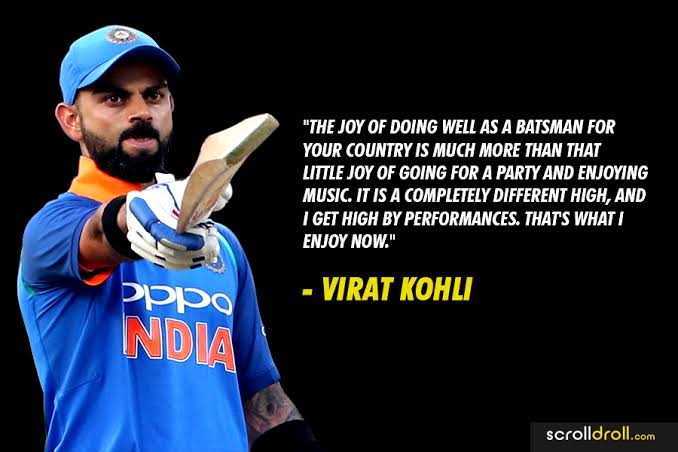 oppo
INDIA
"THE JOY OF DOING WELL AS A BATSMAN FOR
YOUR COUNTRY IS MUCH MORE THAN THAT
LITTLE JOY OF GOING FOR A PARTY AND ENJOYING
MUSIC. IT IS A COMPLETELY DIFFERENT HIGH, AND
I GET HIGH BY PERFORMANCES. THAT'S WHAT I
ENJOY NOW."
- VIRAT KOHLI
scrolldroll.com